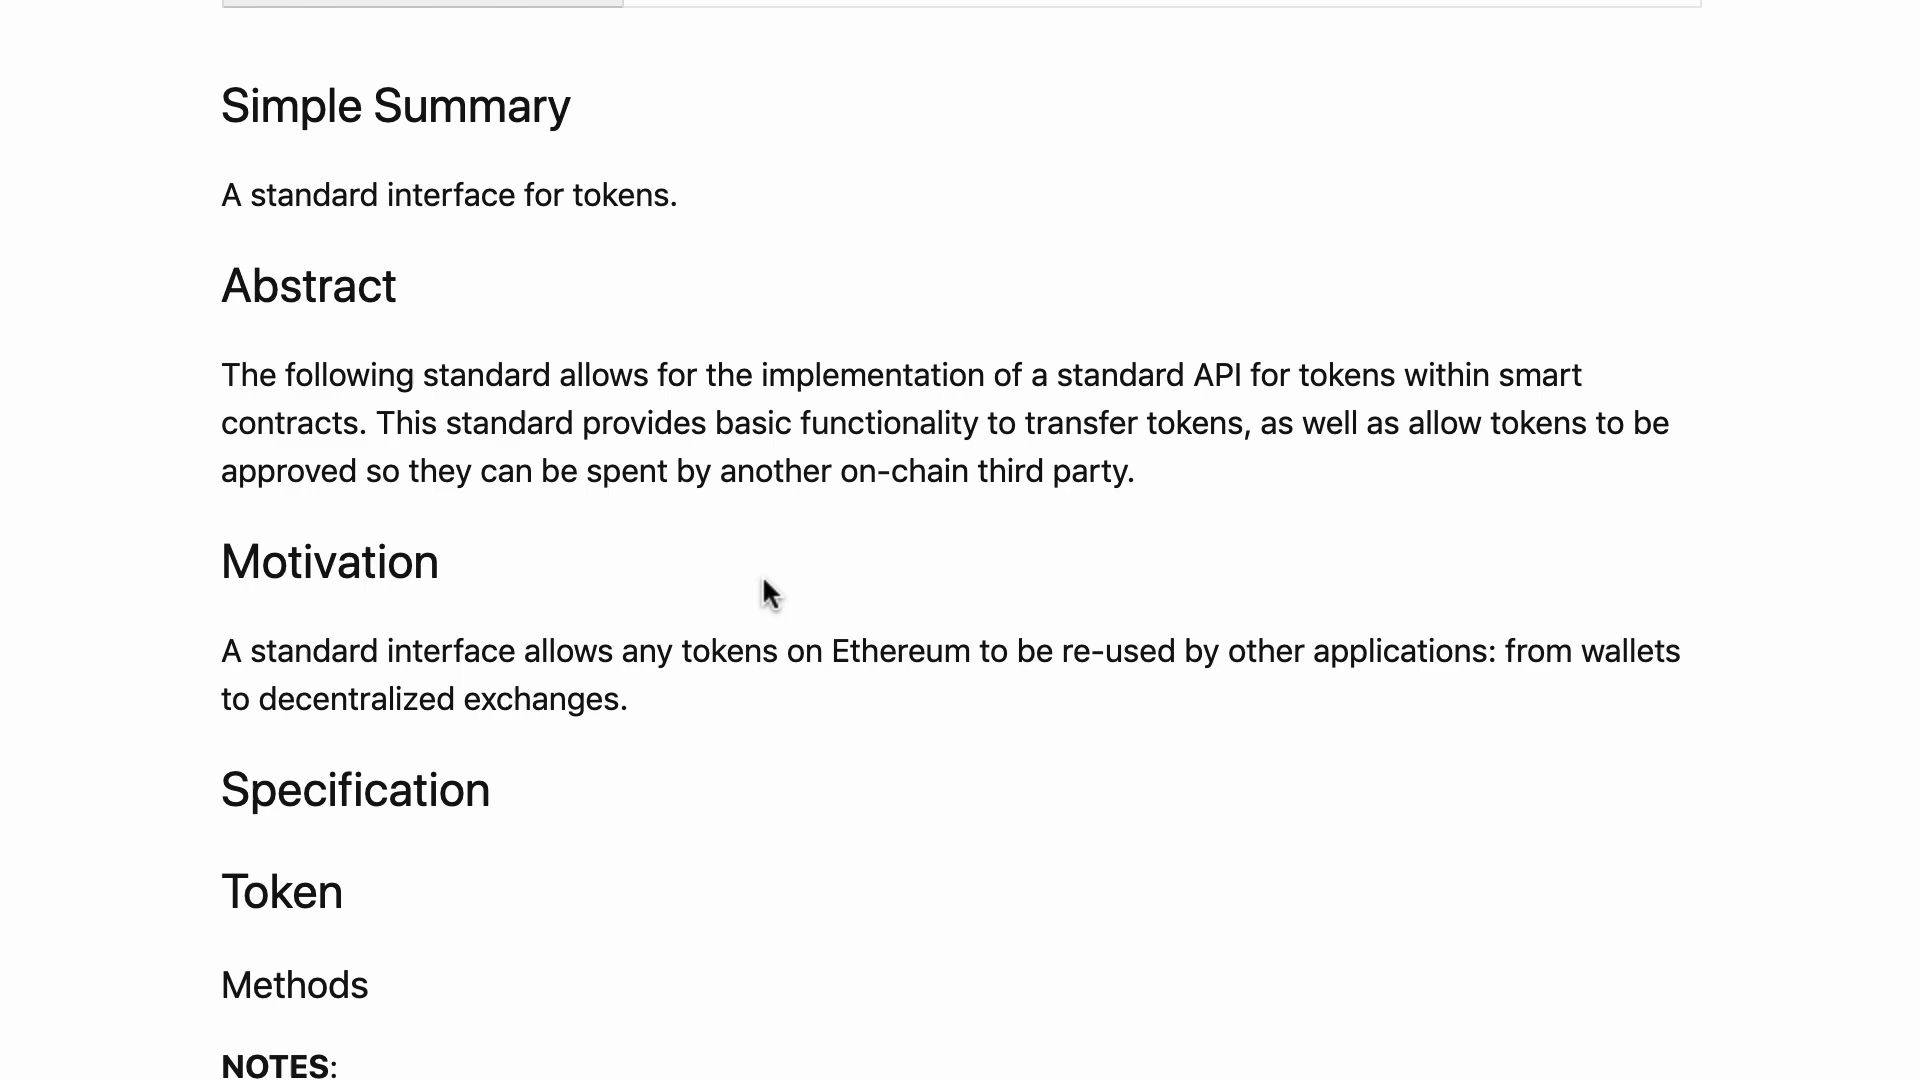 Simple Summary
A standard interface for tokens.
Abstract
The following standard allows for the implementation of a standard API for tokens within smart
contracts. This standard provides basic functionality to transfer tokens, as well as allow tokens to be
approved so they can be spent by another on-chain third party.
Motivation
A standard interface allows any tokens on Ethereum to be re-used by other applications: from wallets
to decentralized exchanges.
Specification
Token
Methods
NOTES: